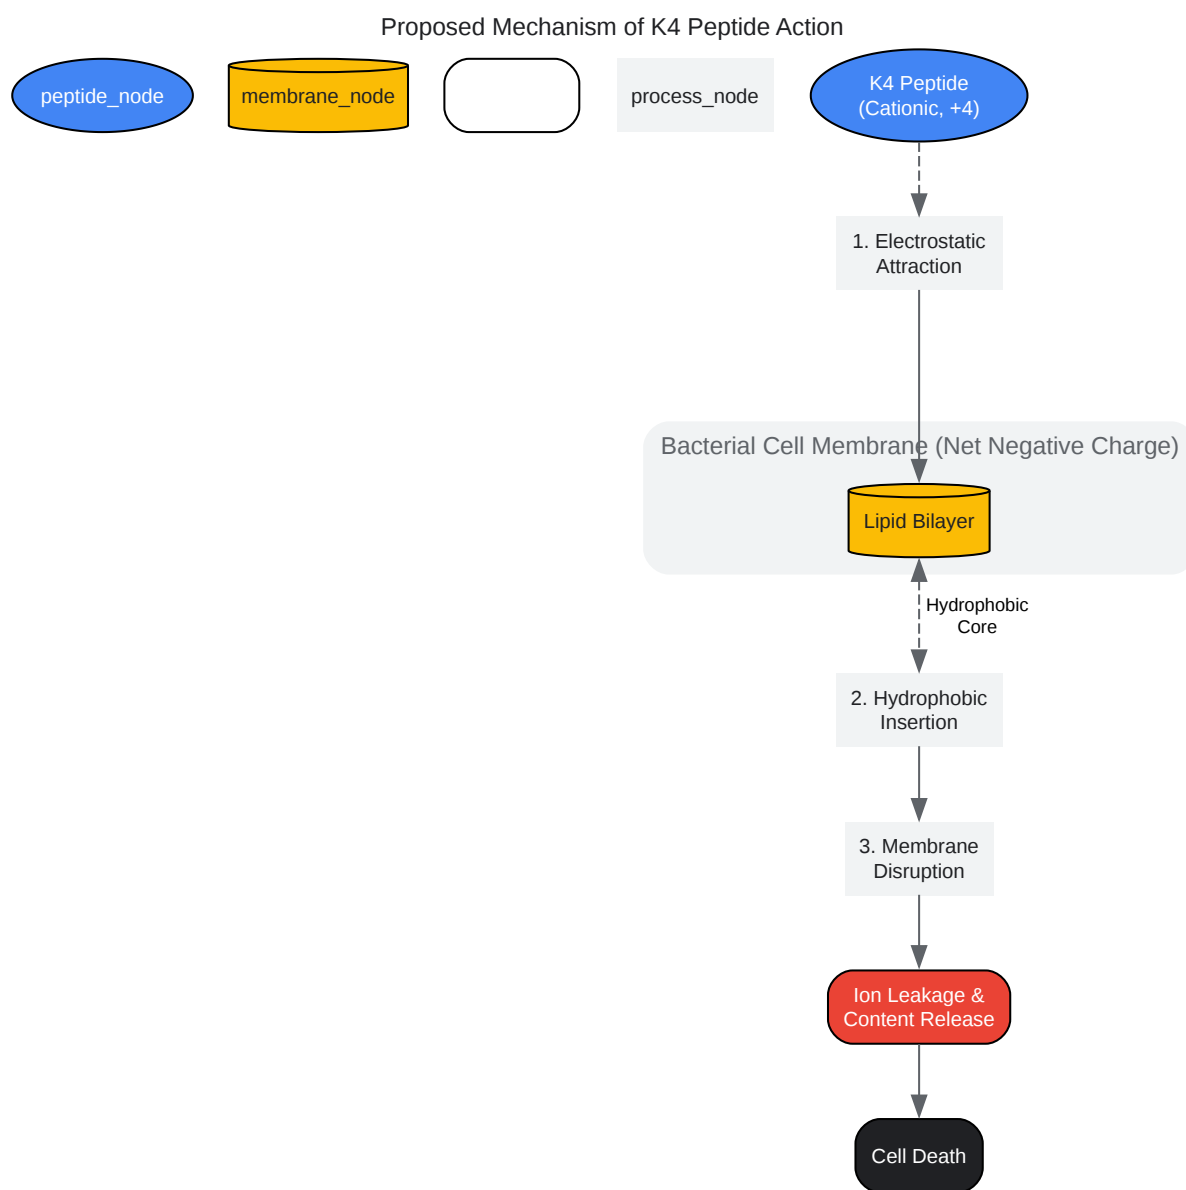 Proposed Mechanism of K4 Peptide Action
peptide_node
membrane_node
process_node
K4 Peptide
(Cationic, +4)
1. Electrostatic
Attraction
Bacterial Cell Membrane (Net Negative Charge)
Lipid Bilayer
Hydrophobic
Core
2. Hydrophobic
Insertion
3. Membrane
Disruption
Ion Leakage &
Content Release
Cell Death